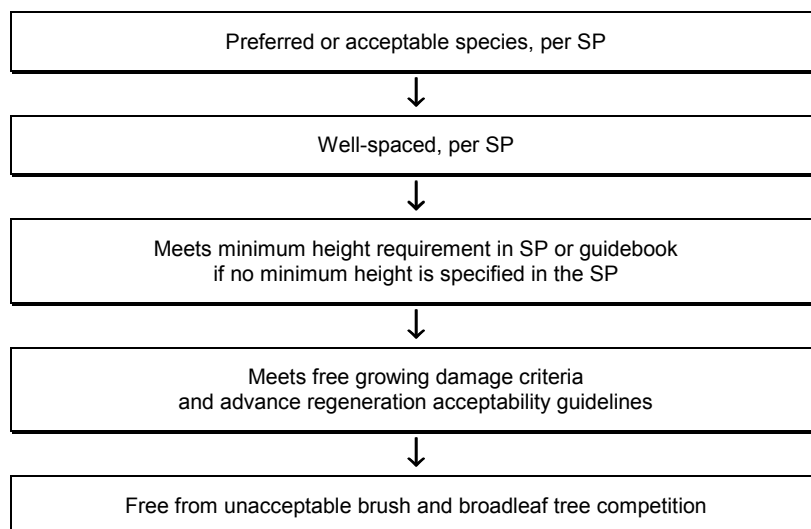 Preferred or acceptable species, per SP
Well-spaced, per SP
Meets minimum height requirement in SP or guidebook
if no minimum height is specified in the SP
Meets free growing damage criteria
and advance regeneration acceptability guidelines
Free from unacceptable brush and broadleaf tree competition